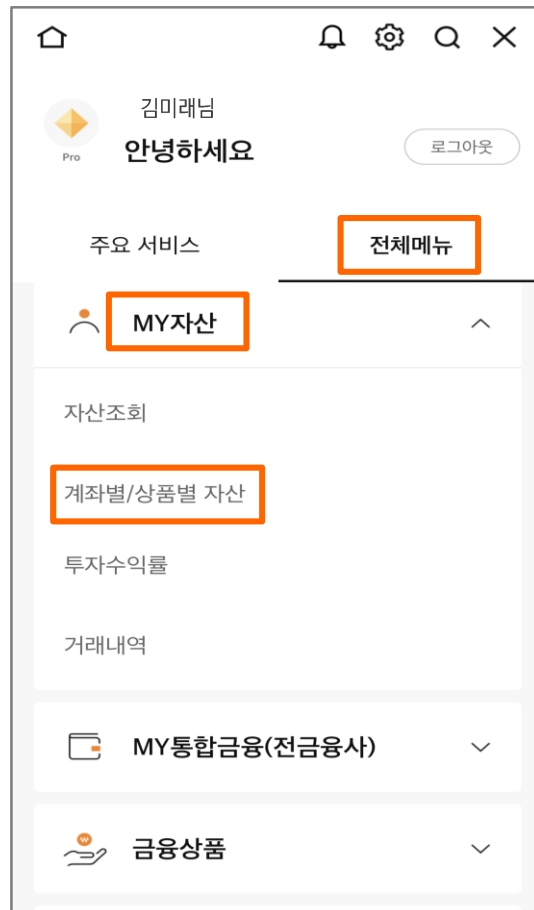 김미래님
Pro
안녕하세요
로그아웃
주요 서비스
전체메뉴
MY자산
자산조회
계좌별/상품별 자산
투자수익률
거래내역
MY통합금융(전금융사)
₩
금융상품